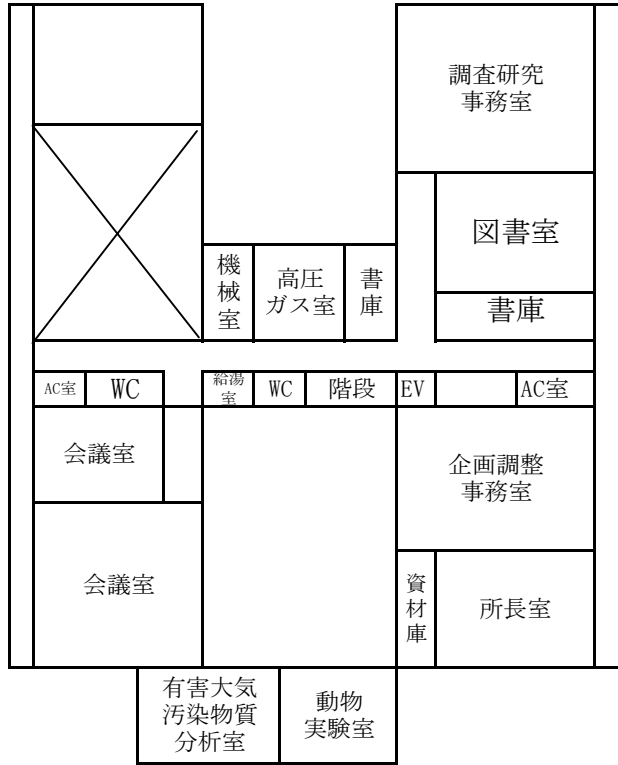 調査研究
事務室
図書室
書庫
機
械
室
高圧
ガス室
書
庫
AC室
WC
給湯
室
WC
階段
EV
AC室
会議室
企画調整
事務室
会議室
資
材
庫
所長室
有害大気
汚染物質
分析室
動物
実験室